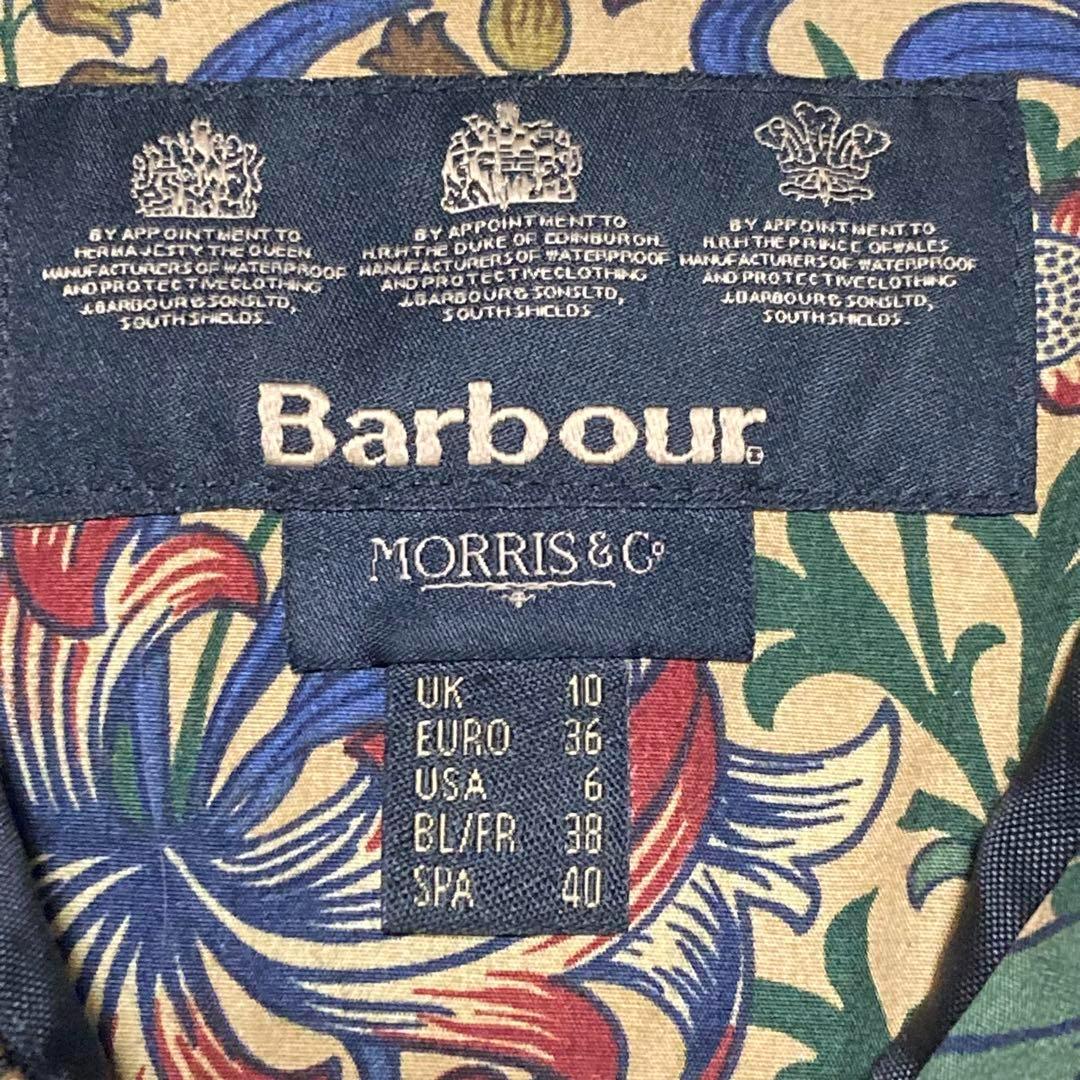 BY APPOINTMENT TO
HER MAJESTY THE QUEEN
MANUFACTURERS OF WATERPROOF
AND PROTECTIVE CLOTHING
J.BARBOUR & SONS LTD,
SOUTH SHIELDS.
BY APPOINTMENT TO
H.R.H THE DUKE OF EDINBURGH
MANUFACTURERS OF WATERPROOF
AND PROTECTIVE CLOTHING
J.BARBOUR & SONS LTD,
SOUTH SHIELDS
BY APPOINTMENT TO
H.R.H THE PRINCE OF WALES
MANUFACTURERS OF WATERPROOF
AND PROTECTIVE CLOTHING
J.BARBOUR & SONS LTD,
SOUTH SHIELDS.
Barbour®
MORRIS & Co
UK 10
EURO 36
USA 6
BL/FR 38
SPA 40